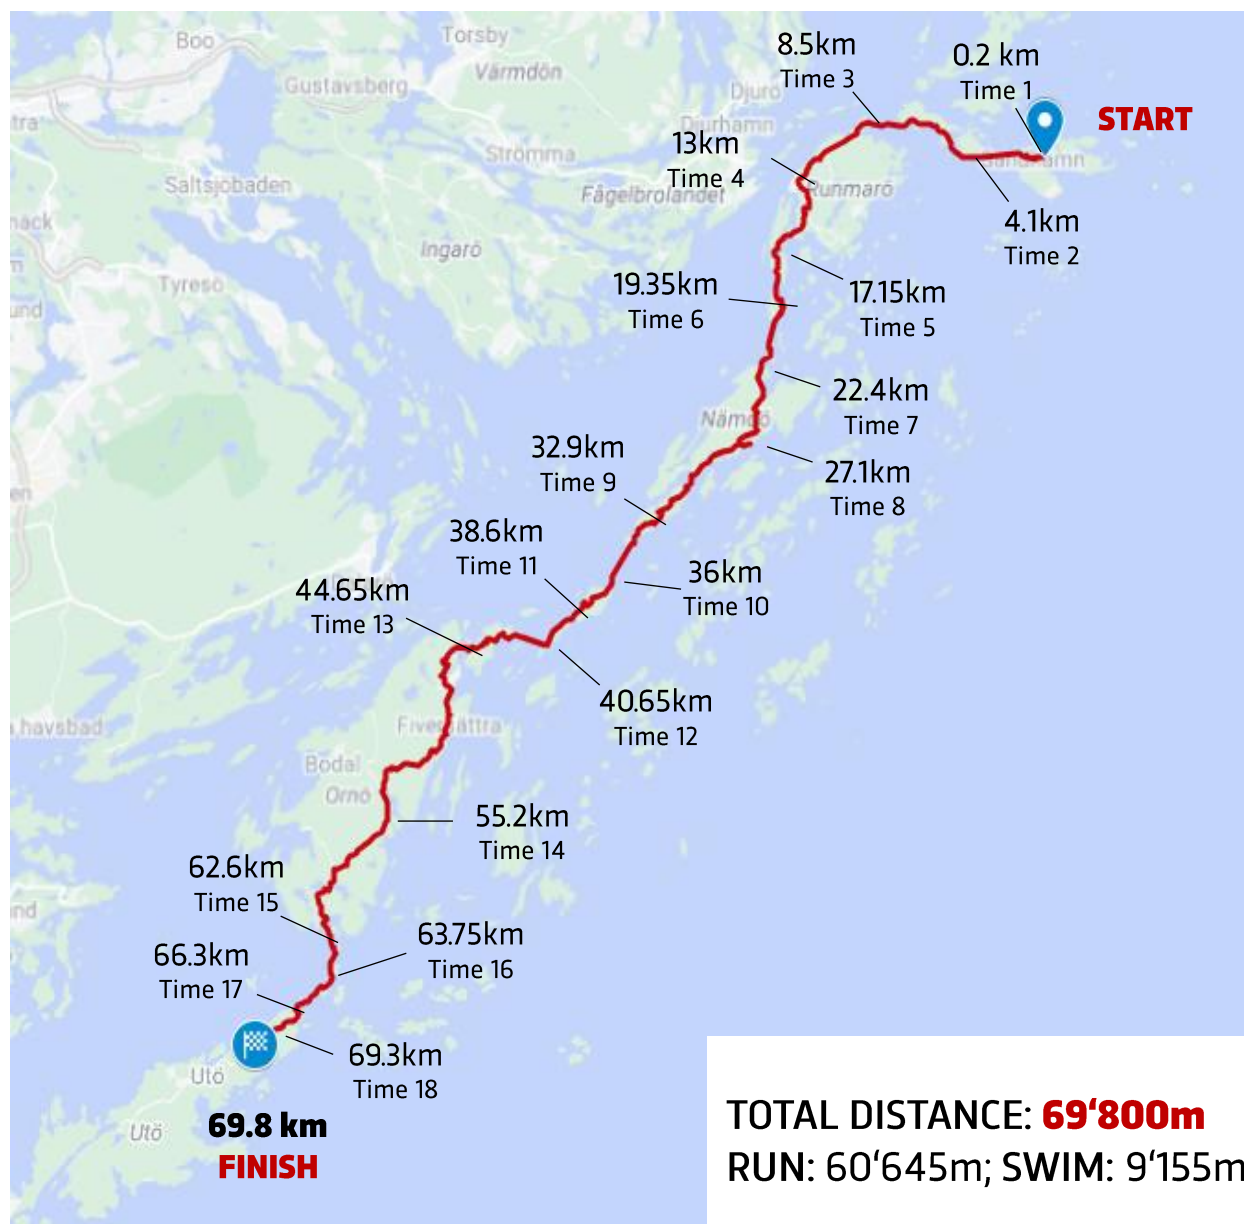 Boo
Torsby
Värmdön
Gustavsberg
Djurö
Djurhamn
Strömma
Fågelbrolandet
Saltsjöbaden
Ingarö
Tyresö
Runmarö
8.5km
Time 3
0.2 km
Time 1
START
13km
Time 4
4.1km
Time 2
19.35km
Time 6
17.15km
Time 5
22.4km
Time 7
32.9km
Time 9
27.1km
Time 8
38.6km
Time 11
36km
Time 10
44.65km
Time 13
40.65km
Time 12
havsbad
Ornö
55.2km
Time 14
62.6km
Time 15
63.75km
Time 16
66.3km
Time 17
69.3km
Time 18
Utö
Utö
69.8 km
FINISH
TOTAL DISTANCE: 69‘800m
RUN: 60‘645m; SWIM: 9‘155m